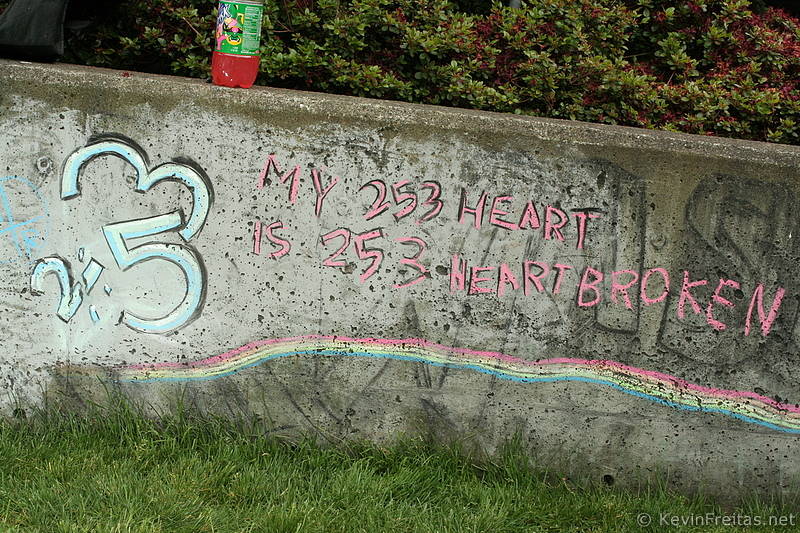 253
My 253 HEART
IS 253 HEARTBROKEN
© KevinFreitas.net